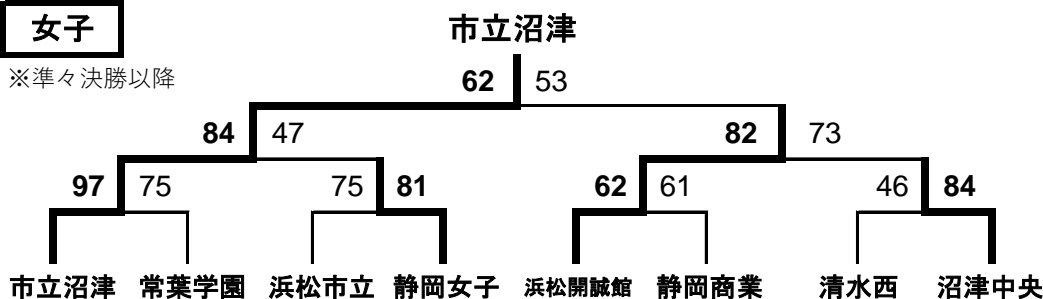 女子
市立沼津
※準々決勝以降
62 53
84 47 82 73
97 75 75 81 62 61 46 84
市立沼津 常葉学園 浜松市立 静岡女子 浜松開誠館 静岡商業 清水西 沼津中央